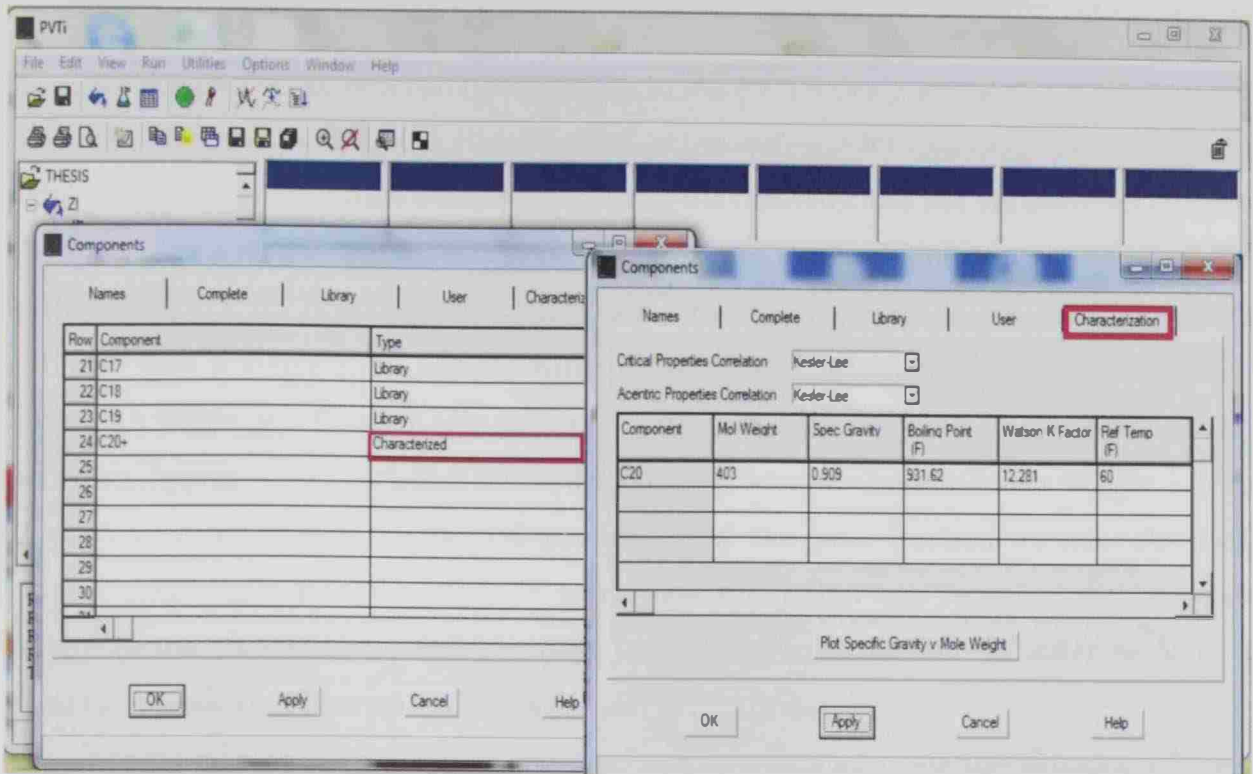 PVTi
File Edit View Run Utilities Options Window Help
THESIS
ZI
Components
Names Complete Library User Characteriz
Row Component Type
21 C17 Library
22 C18 Library
23 C19 Library
24 C20+ Characterized
25
26
27
28
29
30
OK Apply Cancel Help
Components
Names Complete Library User Characterization
Critical Properties Correlation Kesler-Lee
Acentric Properties Correlation Kesler-Lee
Component Mol Weight Spec Gravity Boiling Point (F) Watson K Factor Ref Temp (F)
C20 403 0.909 931.62 12.281 60
Plot Specific Gravity v Mole Weight
OK Apply Cancel Help